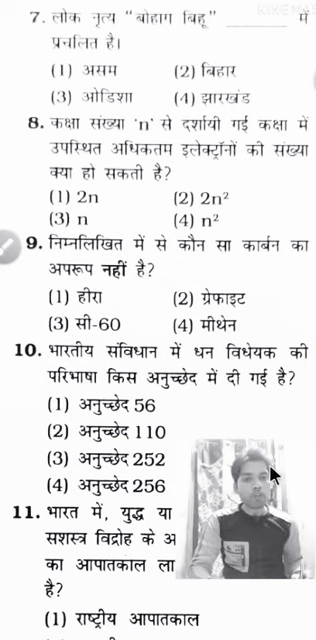 7. लोक नृत्य "बोहाग बिहू" ________ में
प्रचलित है।
(1) असम (2) बिहार
(3) ओडिशा (4) झारखंड
8. कक्षा संख्या 'n' से दर्शायी गई कक्षा में
उपस्थित अधिकतम इलेक्ट्रॉनों की संख्या
क्या हो सकती है?
(1) 2n (2) 2n²
(3) n (4) n²
9. निम्नलिखित में से कौन सा कार्बन का
अपरूप नहीं है?
(1) हीरा (2) ग्रेफाइट
(3) सी-60 (4) मीथेन
10. भारतीय संविधान में धन विधेयक की
परिभाषा किस अनुच्छेद में दी गई है?
(1) अनुच्छेद 56
(2) अनुच्छेद 110
(3) अनुच्छेद 252
(4) अनुच्छेद 256
11. भारत में, युद्ध या
सशस्त्र विद्रोह के अ
का आपातकाल ला
है?
(1) राष्ट्रीय आपातकाल